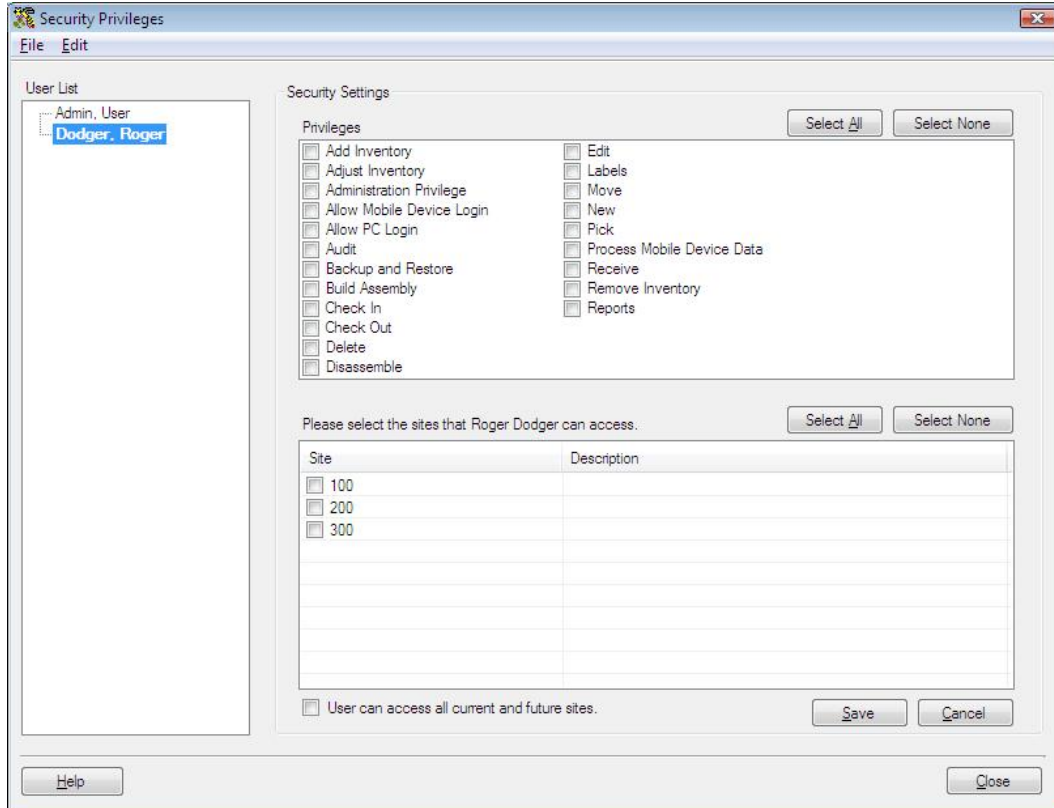 Security Privileges
File Edit
User List
Admin, User
Dodger, Roger
Security Settings
Privileges
Select All Select None
Add Inventory
Adjust Inventory
Administration Privilege
Allow Mobile Device Login
Allow PC Login
Audit
Backup and Restore
Build Assembly
Check In
Check Out
Delete
Disassemble
Edit
Labels
Move
New
Pick
Process Mobile Device Data
Receive
Remove Inventory
Reports
Please select the sites that Roger Dodger can access.
Select All Select None
Site Description
100
200
300
User can access all current and future sites.
Save Cancel
Help Close